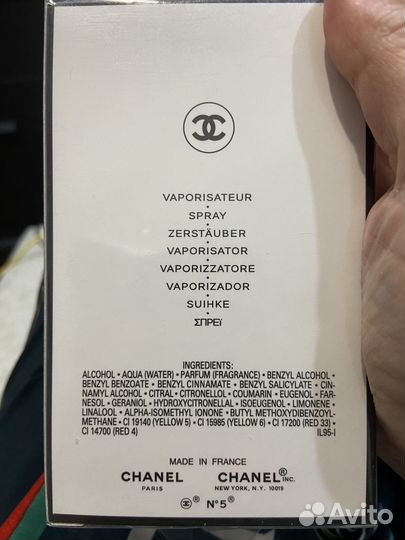 VAPORISATEUR
SPRAY
ZERSTÄUBER
VAPORISATOR
VAPORIZZATORE
VAPORIZADOR
SUIHKE
ΣΠΡΕΪ
INGREDIENTS:
ALCOHOL • AQUA (WATER) • PARFUM (FRAGRANCE) • BENZYL ALCOHOL •
BENZYL BENZOATE • BENZYL CINNAMATE • BENZYL SALICYLATE • CIN-
NAMYL ALCOHOL • CITRAL • CITRONELLOL • COUMARIN • EUGENOL • FAR-
NESOL • GERANIOL • HYDROXYCITRONELLAL • ISOEUGENOL • LIMONENE •
LINALOOL • ALPHA-ISOMETHYL IONONE • BUTYL METHOXYDIBENZOYL-
METHANE • CI 19140 (YELLOW 5) • CI 15985 (YELLOW 6) • CI 17200 (RED 33) •
CI 14700 (RED 4) IL95-I
MADE IN FRANCE
CHANEL CHANEL® INC.
PARIS NEW YORK, N.Y. 10019
® N°5®
Avito